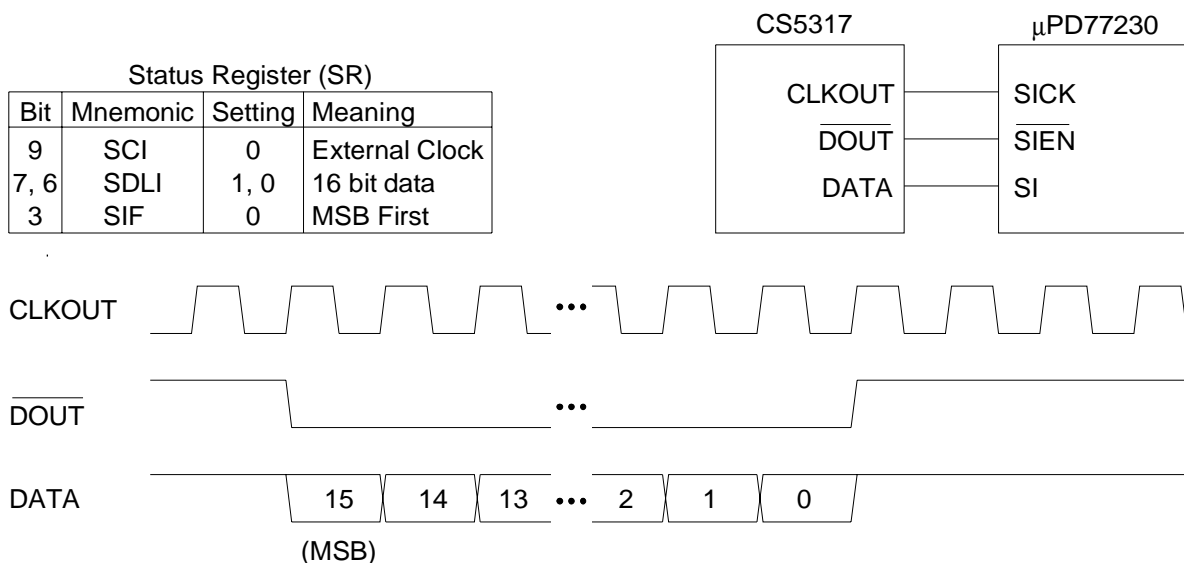 CS5317
µPD77230
Status Register (SR)
Bit Mnemonic Setting Meaning
9 SCI 0 External Clock
7, 6 SDLI 1, 0 16 bit data
3 SIF 0 MSB First
CLKOUT SICK
DOUT SIEN
DATA SI
CLKOUT •••
DOUT •••
DATA 15 14 13 ••• 2 1 0
(MSB)